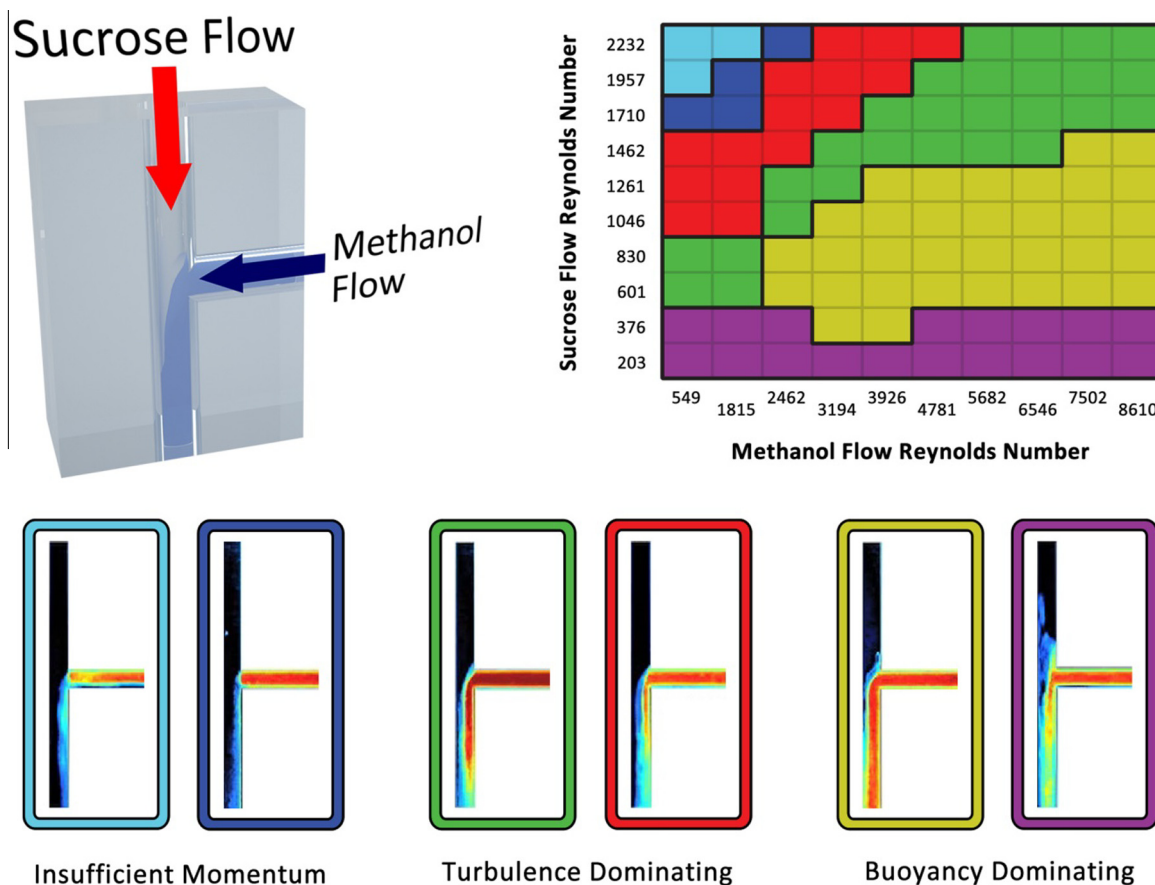 Sucrose Flow
Methanol
Flow
Sucrose Flow Reynolds Number
2232
1957
1710
1462
1261
1046
830
601
376
203
549 1815 2462 3194 3926 4781 5682 6546 7502 8610
Methanol Flow Reynolds Number
Insufficient Momentum
Turbulence Dominating
Buoyancy Dominating